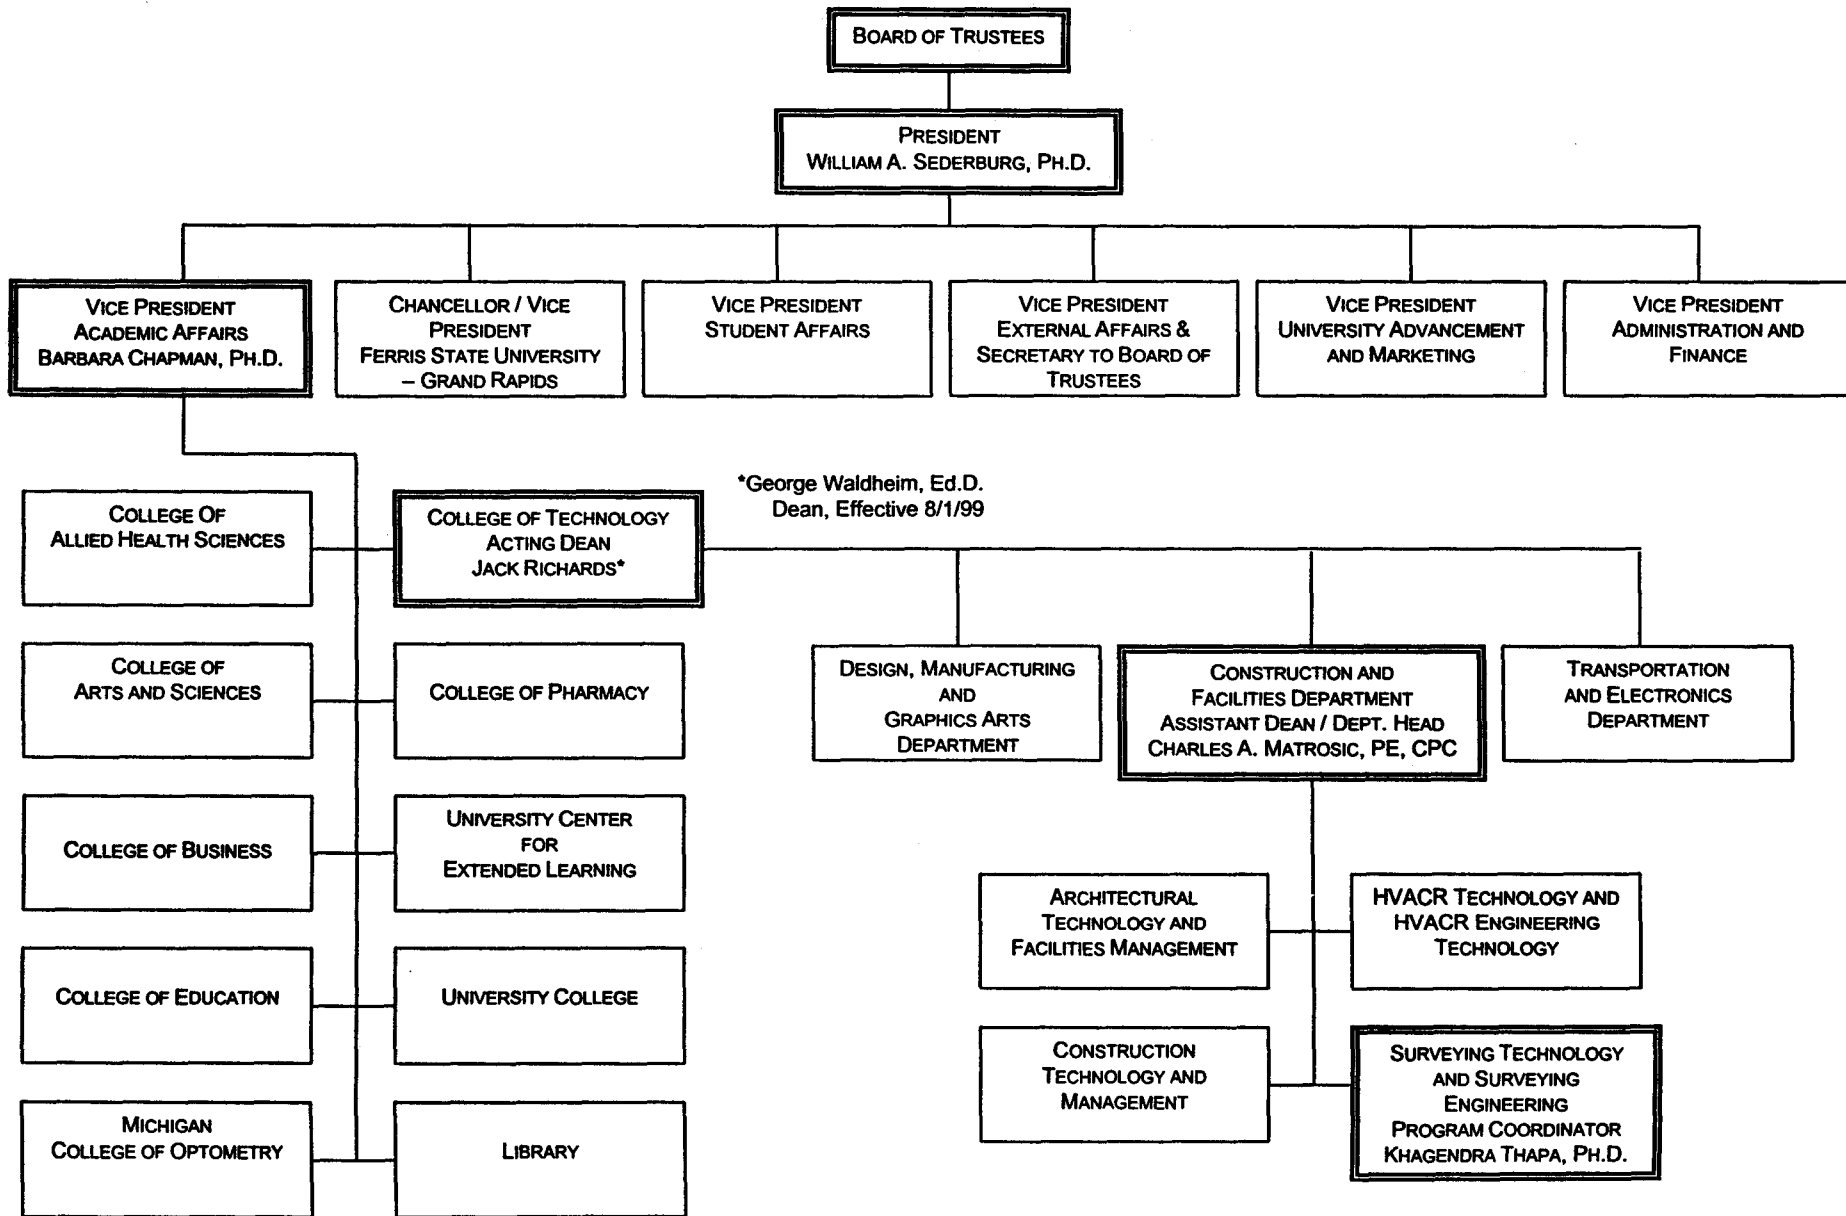 BOARD OF TRUSTEES
PRESIDENT
WILLIAM A. SEDERBURG, PH.D.
VICE PRESIDENT
ACADEMIC AFFAIRS
BARBARA CHAPMAN, PH.D.
CHANCELLOR / VICE
PRESIDENT
FERRIS STATE UNIVERSITY
– GRAND RAPIDS
VICE PRESIDENT
STUDENT AFFAIRS
VICE PRESIDENT
EXTERNAL AFFAIRS &
SECRETARY TO BOARD OF
TRUSTEES
VICE PRESIDENT
UNIVERSITY ADVANCEMENT
AND MARKETING
VICE PRESIDENT
ADMINISTRATION AND
FINANCE
COLLEGE OF
ALLIED HEALTH SCIENCES
COLLEGE OF TECHNOLOGY
ACTING DEAN
JACK RICHARDS*
*George Waldheim, Ed.D.
Dean, Effective 8/1/99
COLLEGE OF
ARTS AND SCIENCES
COLLEGE OF PHARMACY
DESIGN, MANUFACTURING
AND
GRAPHICS ARTS
DEPARTMENT
CONSTRUCTION AND
FACILITIES DEPARTMENT
ASSISTANT DEAN / DEPT. HEAD
CHARLES A. MATROSIC, PE, CPC
TRANSPORTATION
AND ELECTRONICS
DEPARTMENT
COLLEGE OF BUSINESS
UNIVERSITY CENTER
FOR
EXTENDED LEARNING
ARCHITECTURAL
TECHNOLOGY AND
FACILITIES MANAGEMENT
HVACR TECHNOLOGY AND
HVACR ENGINEERING
TECHNOLOGY
COLLEGE OF EDUCATION
UNIVERSITY COLLEGE
CONSTRUCTION
TECHNOLOGY AND
MANAGEMENT
SURVEYING TECHNOLOGY
AND SURVEYING
ENGINEERING
PROGRAM COORDINATOR
KHAGENDRA THAPA, PH.D.
MICHIGAN
COLLEGE OF OPTOMETRY
LIBRARY